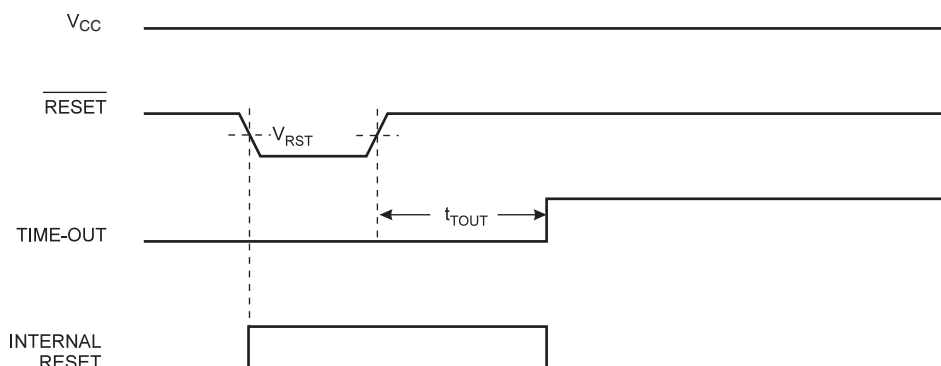 VCC
RESET
VRST
tTOUT
TIME-OUT
INTERNAL
RESET